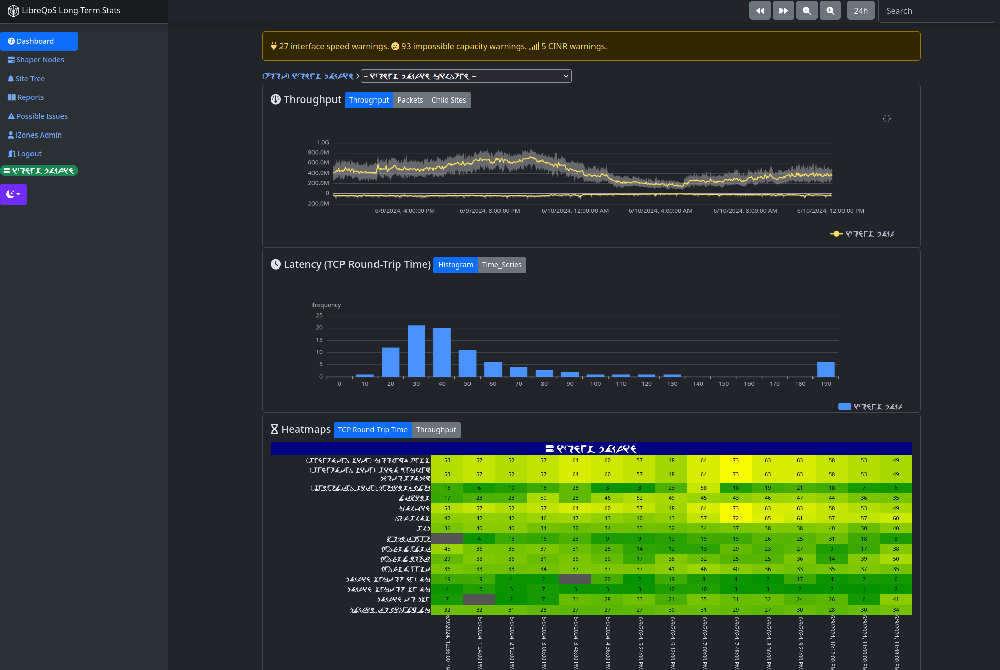 LibreQoS Long-Term Stats
24h
Search
Dashboard
Shaper Nodes
Site Tree
Reports
Possible Issues
iZones Admin
Logout
27 interface speed warnings. 93 impossible capacity warnings. 5 CINR warnings.
Throughput Throughput Packets Child Sites
1.0G
800.0M
600.0M
400.0M
200.0M
0
200.0M
6/9/2024, 4:00:00 PM 6/9/2024, 8:00:00 PM 6/10/2024, 12:00:00 AM 6/10/2024, 4:00:00 AM 6/10/2024, 8:00:00 AM 6/10/2024, 12:00:00 PM
Latency (TCP Round-Trip Time) Histogram Time_Series
frequency
25
20
15
10
5
0
0 10 20 30 40 50 60 70 80 90 100 110 120 130 140 150 160 170 180 190
Heatmaps TCP Round-Trip Time Throughput
53 57 52 57 64 60 57 48 64 73 63 63 58 53 49
53 57 52 57 64 60 57 48 64 73 63 63 58 53 49
18 6 10 18 28 3 3 23 58 10 19 21 18 7 6
17 23 23 50 28 46 52 49 45 43 46 47 44 36 35
53 57 52 57 64 60 57 48 64 73 63 63 58 53 49
42 42 42 46 47 43 40 43 57 72 65 61 57 57 60
36 40 40 34 32 34 33 32 34 37 38 38 40 30 40
4 18 16 23 9 9 12 19 19 26 25 31 18 8
45 36 35 37 31 25 14 12 13 29 23 27 9 17 38
29 38 36 31 36 30 17 38 32 25 25 36 14 39 50
36 33 33 34 37 37 37 41 46 40 36 33 35 37 35
19 19 4 2 20 2 19 8 4 2 17 4 7 6
4 10 3 7 3 3 3 10 10 3 3 2 2 1 2
7 2 7 31 28 33 21 35 31 32 24 26 6 41
32 32 31 28 27 27 27 30 31 29 27 30 28 30 34
6/9/2024, 12:36:00 PM
6/9/2024, 1:24:00 PM
6/9/2024, 2:12:00 PM
6/9/2024, 3:00:00 PM
6/9/2024, 3:48:00 PM
6/9/2024, 4:36:00 PM
6/9/2024, 5:24:00 PM
6/9/2024, 6:12:00 PM
6/9/2024, 7:00:00 PM
6/9/2024, 7:48:00 PM
6/9/2024, 8:36:00 PM
6/9/2024, 9:24:00 PM
6/9/2024, 10:12:00 PM
6/9/2024, 11:00:00 PM
6/9/2024, 11:48:00 PM